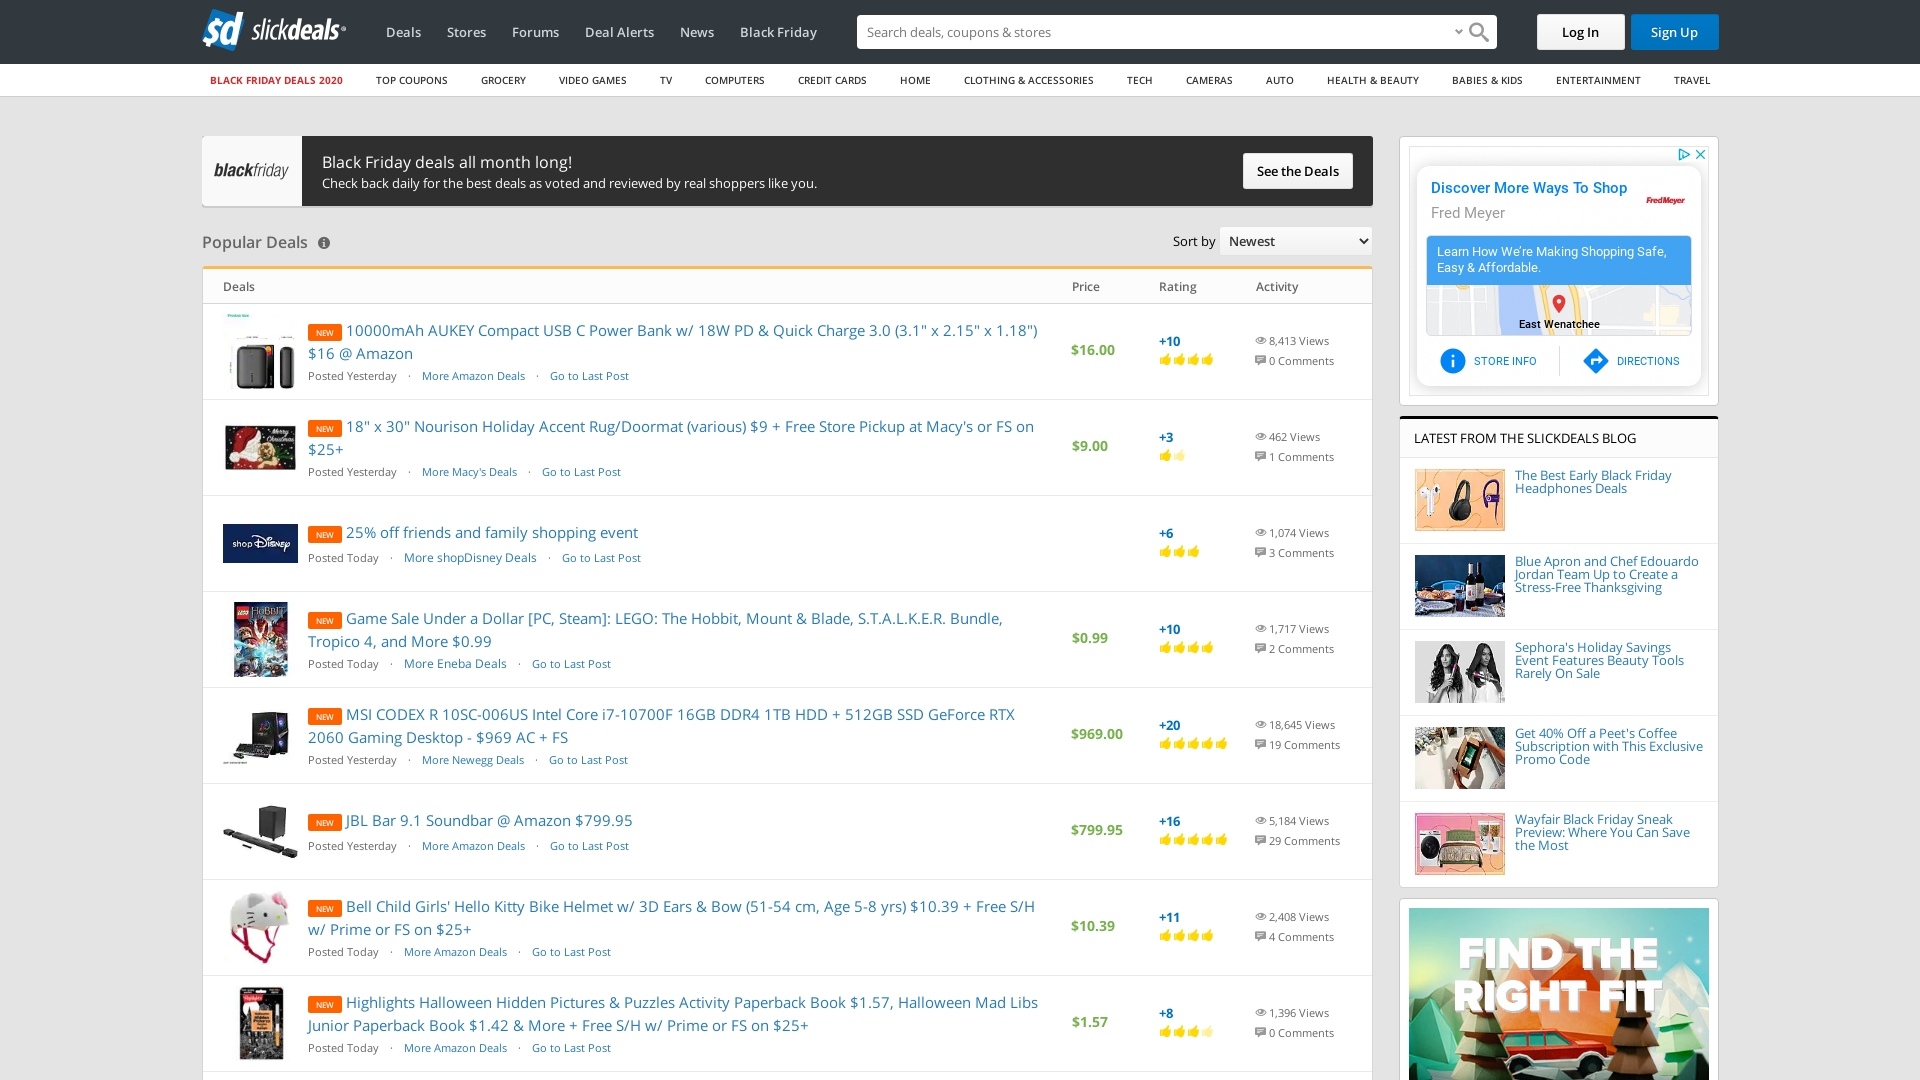 sd slickdeals
Deals
Stores
Forums
Deal Alerts
News
Black Friday
Search deals, coupons & stores
Log In
Sign Up
BLACK FRIDAY DEALS 2020
TOP COUPONS
GROCERY
VIDEO GAMES
TV
COMPUTERS
CREDIT CARDS
HOME
CLOTHING & ACCESSORIES
TECH
CAMERAS
AUTO
HEALTH & BEAUTY
BABIES & KIDS
ENTERTAINMENT
TRAVEL
blackfriday
Black Friday deals all month long!
Check back daily for the best deals as voted and reviewed by real shoppers like you.
See the Deals
Popular Deals
Sort by Newest
Deals
Price
Rating
Activity
NEW 10000mAh AUKEY Compact USB C Power Bank w/ 18W PD & Quick Charge 3.0 (3.1" x 2.15" x 1.18")
$16 @ Amazon
Posted Yesterday · More Amazon Deals · Go to Last Post
$16.00
+10
8,413 Views
0 Comments
Merry Christmas
NEW 18" x 30" Nourison Holiday Accent Rug/Doormat (various) $9 + Free Store Pickup at Macy's or FS on
$25+
Posted Yesterday · More Macy's Deals · Go to Last Post
$9.00
+3
462 Views
1 Comments
shop Disney
NEW 25% off friends and family shopping event
Posted Today · More shopDisney Deals · Go to Last Post
+6
1,074 Views
3 Comments
LEGO HOBBIT
NEW Game Sale Under a Dollar [PC, Steam]: LEGO: The Hobbit, Mount & Blade, S.T.A.L.K.E.R. Bundle,
Tropico 4, and More $0.99
Posted Today · More Eneba Deals · Go to Last Post
$0.99
+10
1,717 Views
2 Comments
NEW MSI CODEX R 10SC-006US Intel Core i7-10700F 16GB DDR4 1TB HDD + 512GB SSD GeForce RTX
2060 Gaming Desktop - $969 AC + FS
Posted Yesterday · More Newegg Deals · Go to Last Post
$969.00
+20
18,645 Views
19 Comments
NEW JBL Bar 9.1 Soundbar @ Amazon $799.95
Posted Yesterday · More Amazon Deals · Go to Last Post
$799.95
+16
5,184 Views
29 Comments
NEW Bell Child Girls' Hello Kitty Bike Helmet w/ 3D Ears & Bow (51-54 cm, Age 5-8 yrs) $10.39 + Free S/H
w/ Prime or FS on $25+
Posted Today · More Amazon Deals · Go to Last Post
$10.39
+11
2,408 Views
4 Comments
Highlights
NEW Highlights Halloween Hidden Pictures & Puzzles Activity Paperback Book $1.57, Halloween Mad Libs
Junior Paperback Book $1.42 & More + Free S/H w/ Prime or FS on $25+
Posted Today · More Amazon Deals · Go to Last Post
$1.57
+8
1,396 Views
0 Comments
Discover More Ways To Shop
Fred Meyer
FredMeyer
Learn How We're Making Shopping Safe,
Easy & Affordable.
East Wenatchee
STORE INFO
DIRECTIONS
LATEST FROM THE SLICKDEALS BLOG
The Best Early Black Friday
Headphones Deals
Blue Apron and Chef Edouardo
Jordan Team Up to Create a
Stress-Free Thanksgiving
Sephora's Holiday Savings
Event Features Beauty Tools
Rarely On Sale
Get 40% Off a Peet's Coffee
Subscription with This Exclusive
Promo Code
Wayfair Black Friday Sneak
Preview: Where You Can Save
the Most
FIND THE
RIGHT FIT